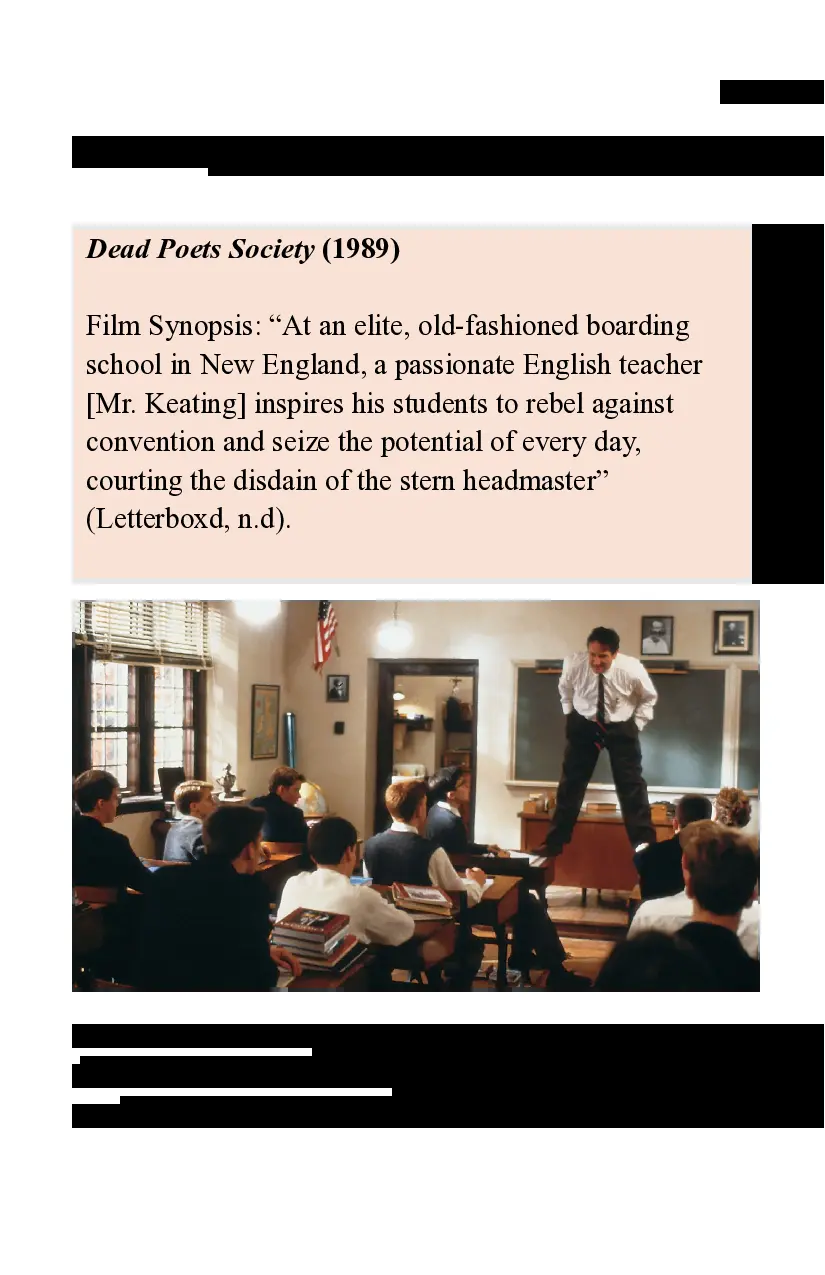 Dead Poets Society (1989)
Film Synopsis: “At an elite, old-fashioned boarding
school in New England, a passionate English teacher
[Mr. Keating] inspires his students to rebel against
convention and seize the potential of every day,
courting the disdain of the stern headmaster”
(Letterboxd, n.d).